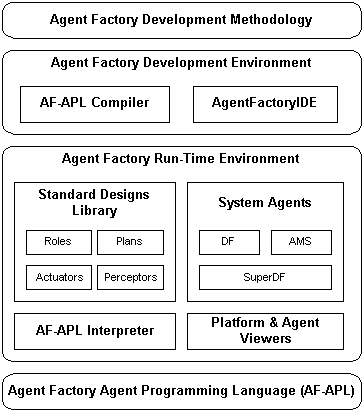 Agent Factory Development Methodology
Agent Factory Development Environment
AF-APL Compiler
AgentFactoryIDE
Agent Factory Run-Time Environment
Standard Designs
Library
Roles
Plans
Actuators
Perceptors
System Agents
DF
AMS
SuperDF
AF-APL Interpreter
Platform & Agent
Viewers
Agent Factory Agent Programming Language (AF-APL)